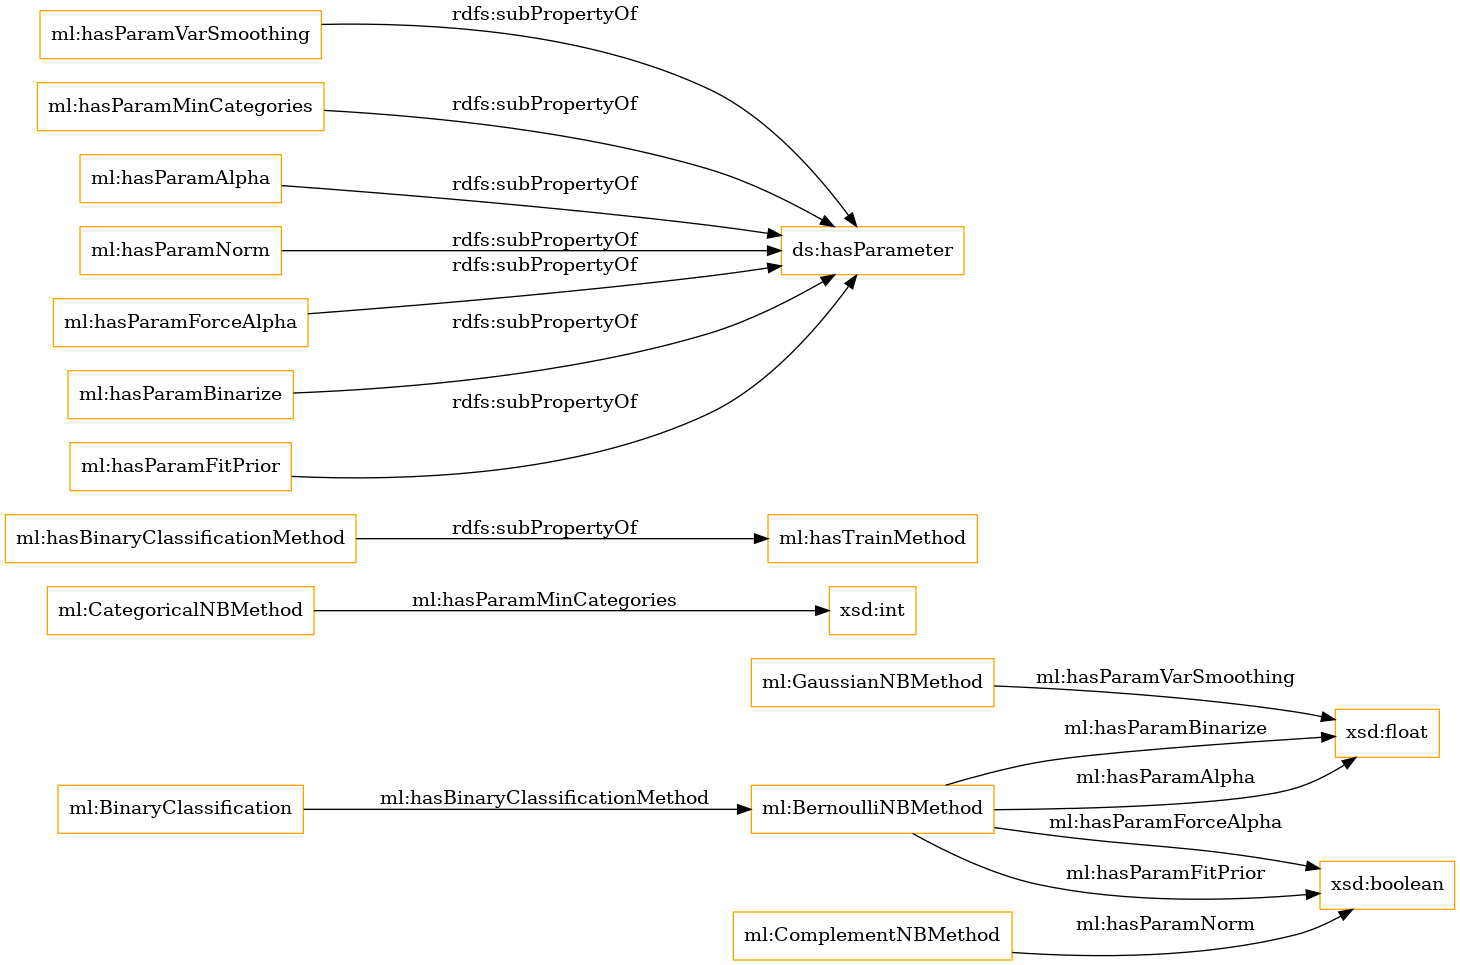 rdfs:subPropertyOf
ml:hasParamVarSmoothing
rdfs:subPropertyOf
ml:hasParamMinCategories
rdfs:subPropertyOf
ml:hasParamAlpha
rdfs:subPropertyOf
ml:hasParamNorm
ds:hasParameter
rdfs:subPropertyOf
ml:hasParamForceAlpha
rdfs:subPropertyOf
ml:hasParamBinarize
rdfs:subPropertyOf
ml:hasParamFitPrior
ml:hasBinaryClassificationMethod
rdfs:subPropertyOf
ml:hasTrainMethod
ml:CategoricalNBMethod
ml:hasParamMinCategories
xsd:int
ml:GaussianNBMethod
ml:hasParamVarSmoothing
xsd:float
ml:hasParamBinarize
ml:hasParamAlpha
ml:BinaryClassification
ml:hasBinaryClassificationMethod
ml:BernoulliNBMethod
ml:hasParamForceAlpha
ml:hasParamFitPrior
xsd:boolean
ml:hasParamNorm
ml:ComplementNBMethod